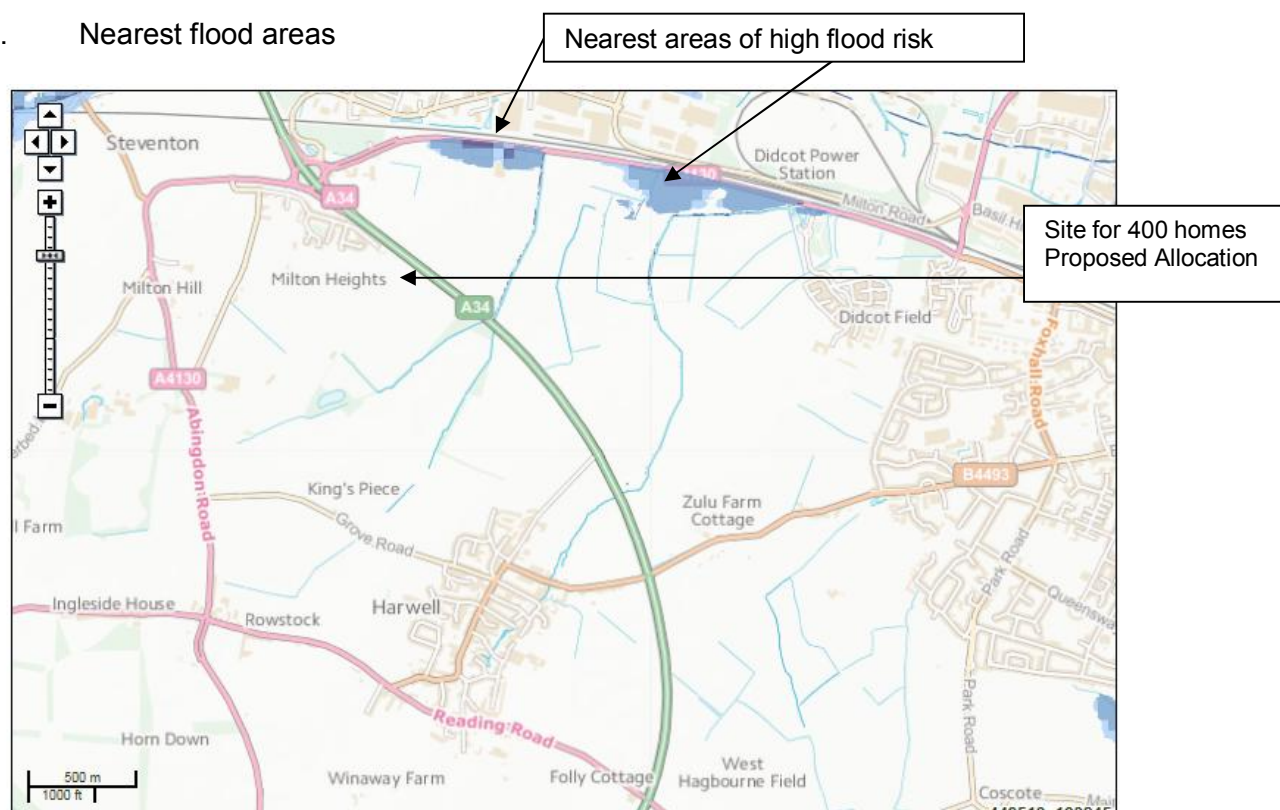 . Nearest flood areas
Nearest areas of high flood risk
Steventon
Didcot Power
Station
A34
Milton Road
Site for 400 homes
Proposed Allocation
Milton Hill
Milton Heights
A34
Didcot Field
Foxhall Road
A4130
Abingdon Road
King's Piece
Zulu Farm
Cottage
B4493
l Farm
Grove Road
Park Road
Ingleside House
Rowstock
Harwell
Reading Road
Park Road
Horn Down
Winaway Farm
Folly Cottage
West
Hagbourne Field
500 m
1000 ft
Coscote